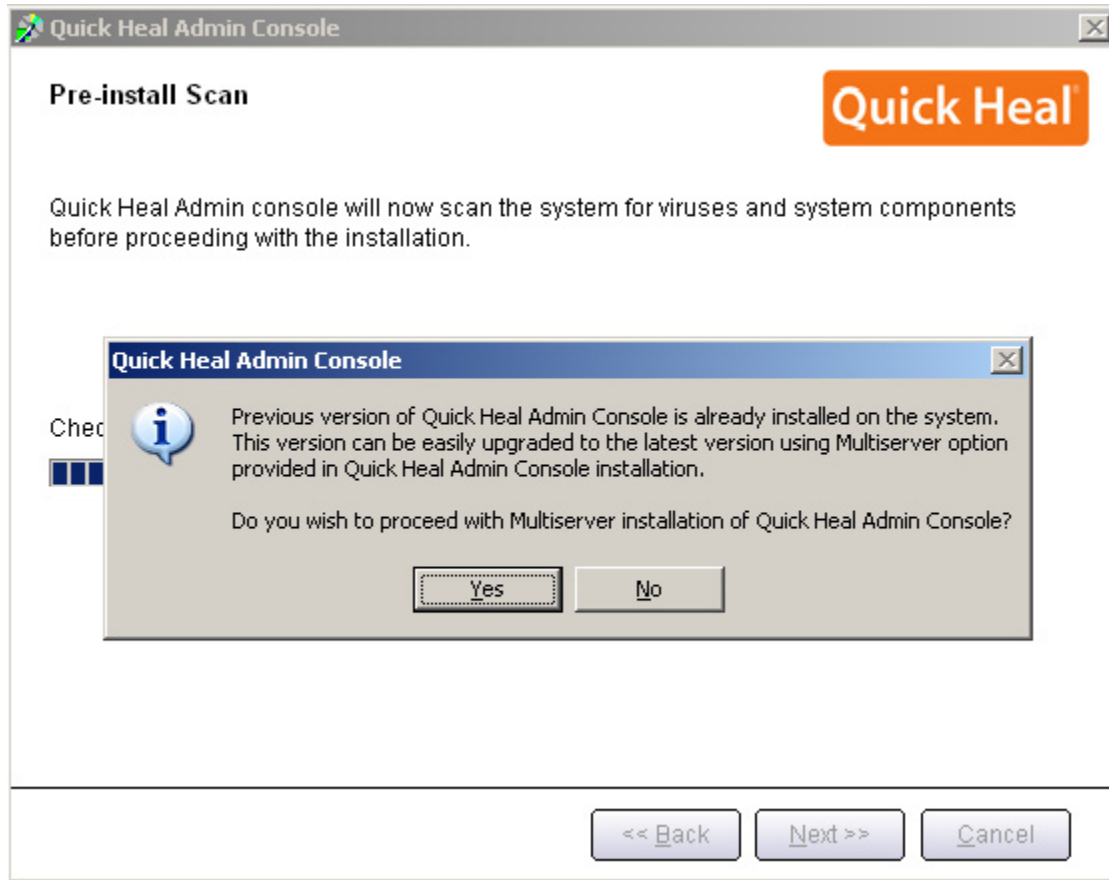 Quick Heal Admin Console
Pre-install Scan
Quick Heal
Quick Heal Admin console will now scan the system for viruses and system components
before proceeding with the installation.
Quick Heal Admin Console
Previous version of Quick Heal Admin Console is already installed on the system.
This version can be easily upgraded to the latest version using Multiserver option
provided in Quick Heal Admin Console installation.
Do you wish to proceed with Multiserver installation of Quick Heal Admin Console?
Yes
No
<< Back
Next >>
Cancel